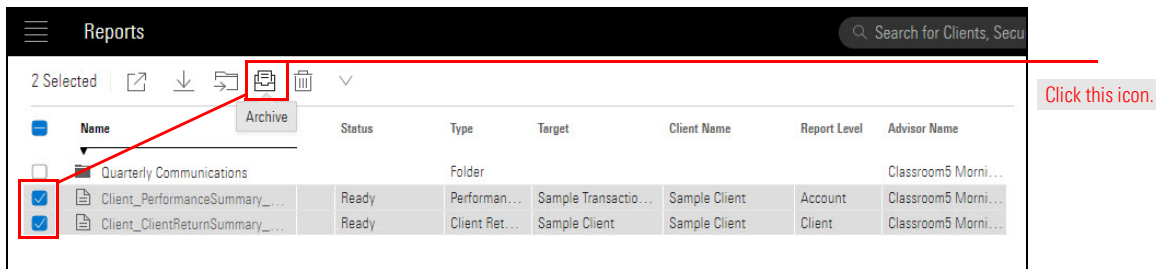 Reports
Search for Clients, Secu
2 Selected
Click this icon.
Archive
Name Status Type Target Client Name Report Level Advisor Name
Quarterly Communications Folder Classroom5 Morni...
Client_PerformanceSummary_... Ready Performan... Sample Transactio... Sample Client Account Classroom5 Morni...
Client_ClientReturnSummary_... Ready Client Ret... Sample Client Sample Client Client Classroom5 Morni...